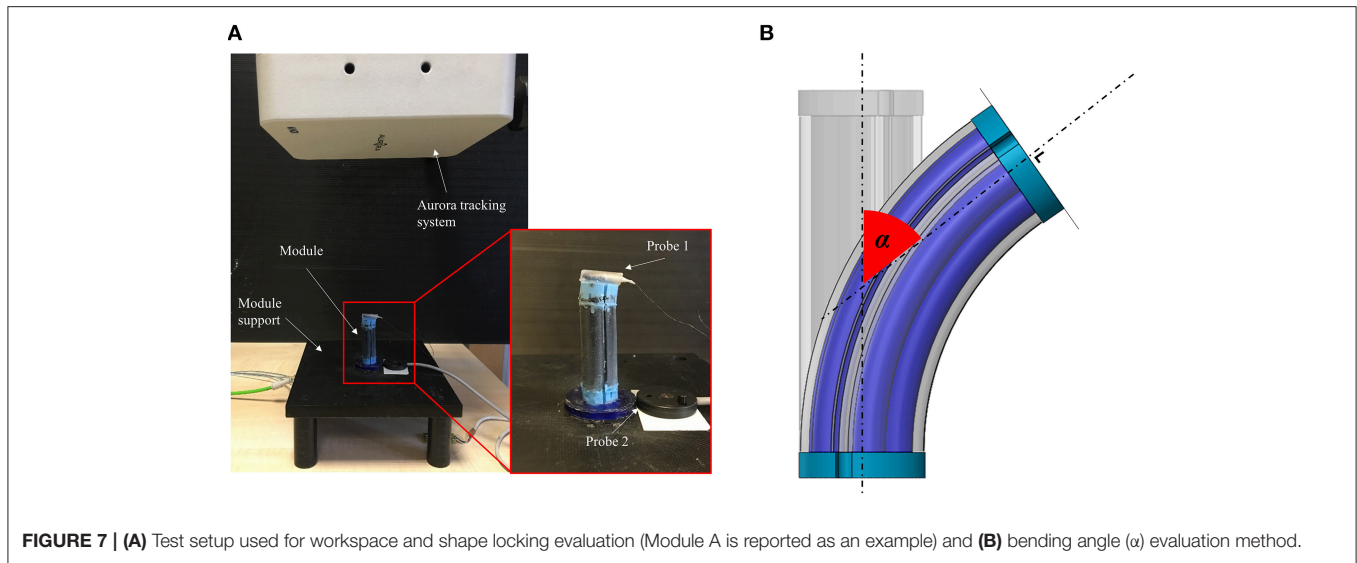 A
B
Aurora tracking
system
Module
Module
support
Probe 1
Probe 2
α
FIGURE 7 | (A) Test setup used for workspace and shape locking evaluation (Module A is reported as an example) and (B) bending angle (α) evaluation method.